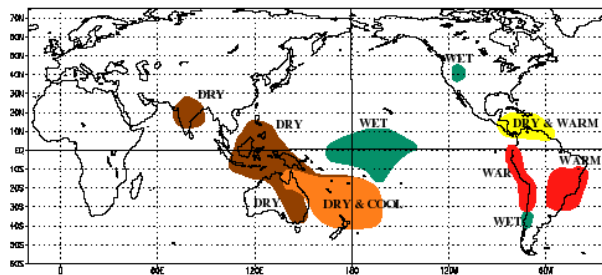 70N
60N
50N
40N
30N
20N
10N
EQ
10S
20S
30S
40S
50S
60S
0
60E
120E
180
120W
60W
DRY
DRY
WET
WET
DRY & WARM
WARM
DRY
DRY & COOL
WET